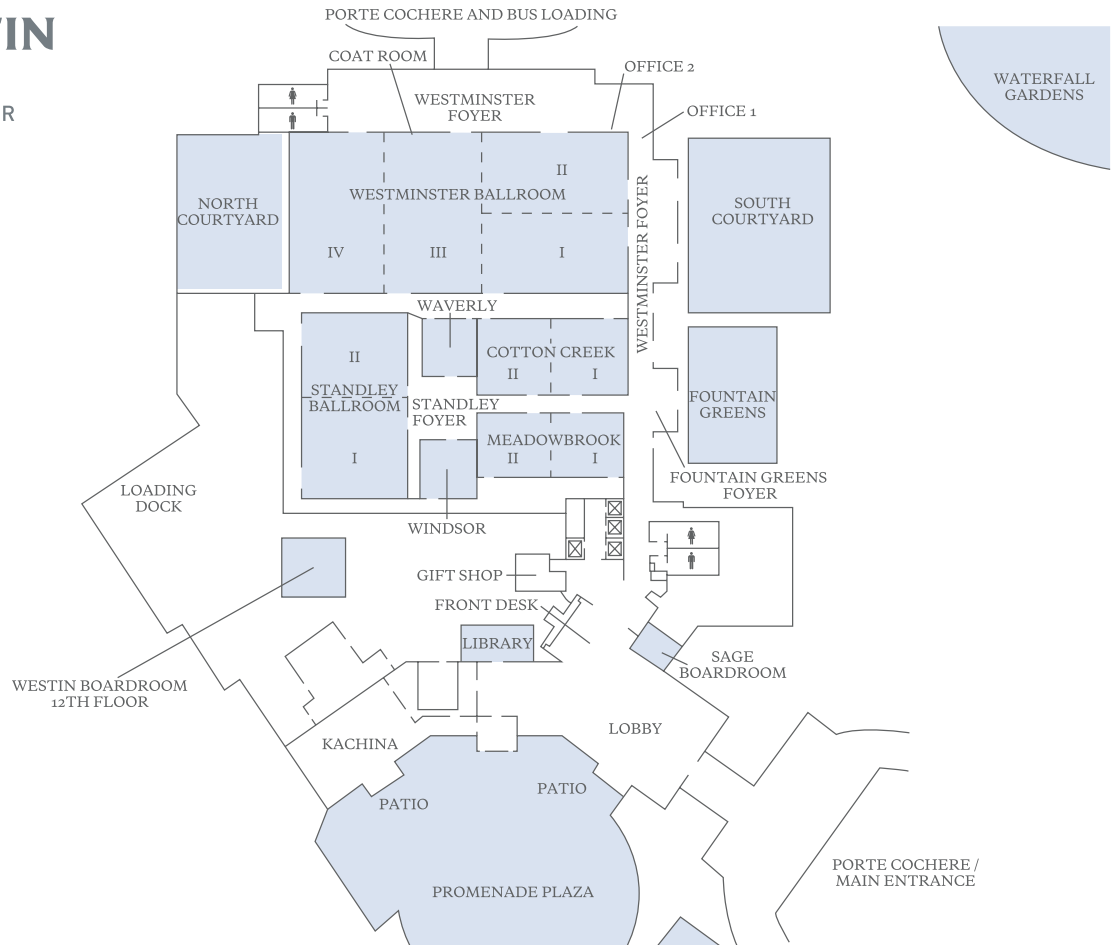 TIN
R
PORTE COCHERE AND BUS LOADING
COAT ROOM
OFFICE 2
WESTMINSTER
FOYER
OFFICE 1
WATERFALL
GARDENS
II
WESTMINSTER BALLROOM
NORTH
COURTYARD
SOUTH
COURTYARD
WESTMINSTER FOYER
IV
III
I
WAVERLY
COTTON CREEK
II
I
II
STANDLEY
BALLROOM
I
STANDLEY
FOYER
FOUNTAIN
GREENS
MEADOWBROOK
II
I
FOUNTAIN GREENS
FOYER
LOADING
DOCK
WINDSOR
GIFT SHOP
FRONT DESK
LIBRARY
SAGE
BOARDROOM
WESTIN BOARDROOM
12TH FLOOR
LOBBY
KACHINA
PATIO
PATIO
PROMENADE PLAZA
PORTE COCHERE /
MAIN ENTRANCE